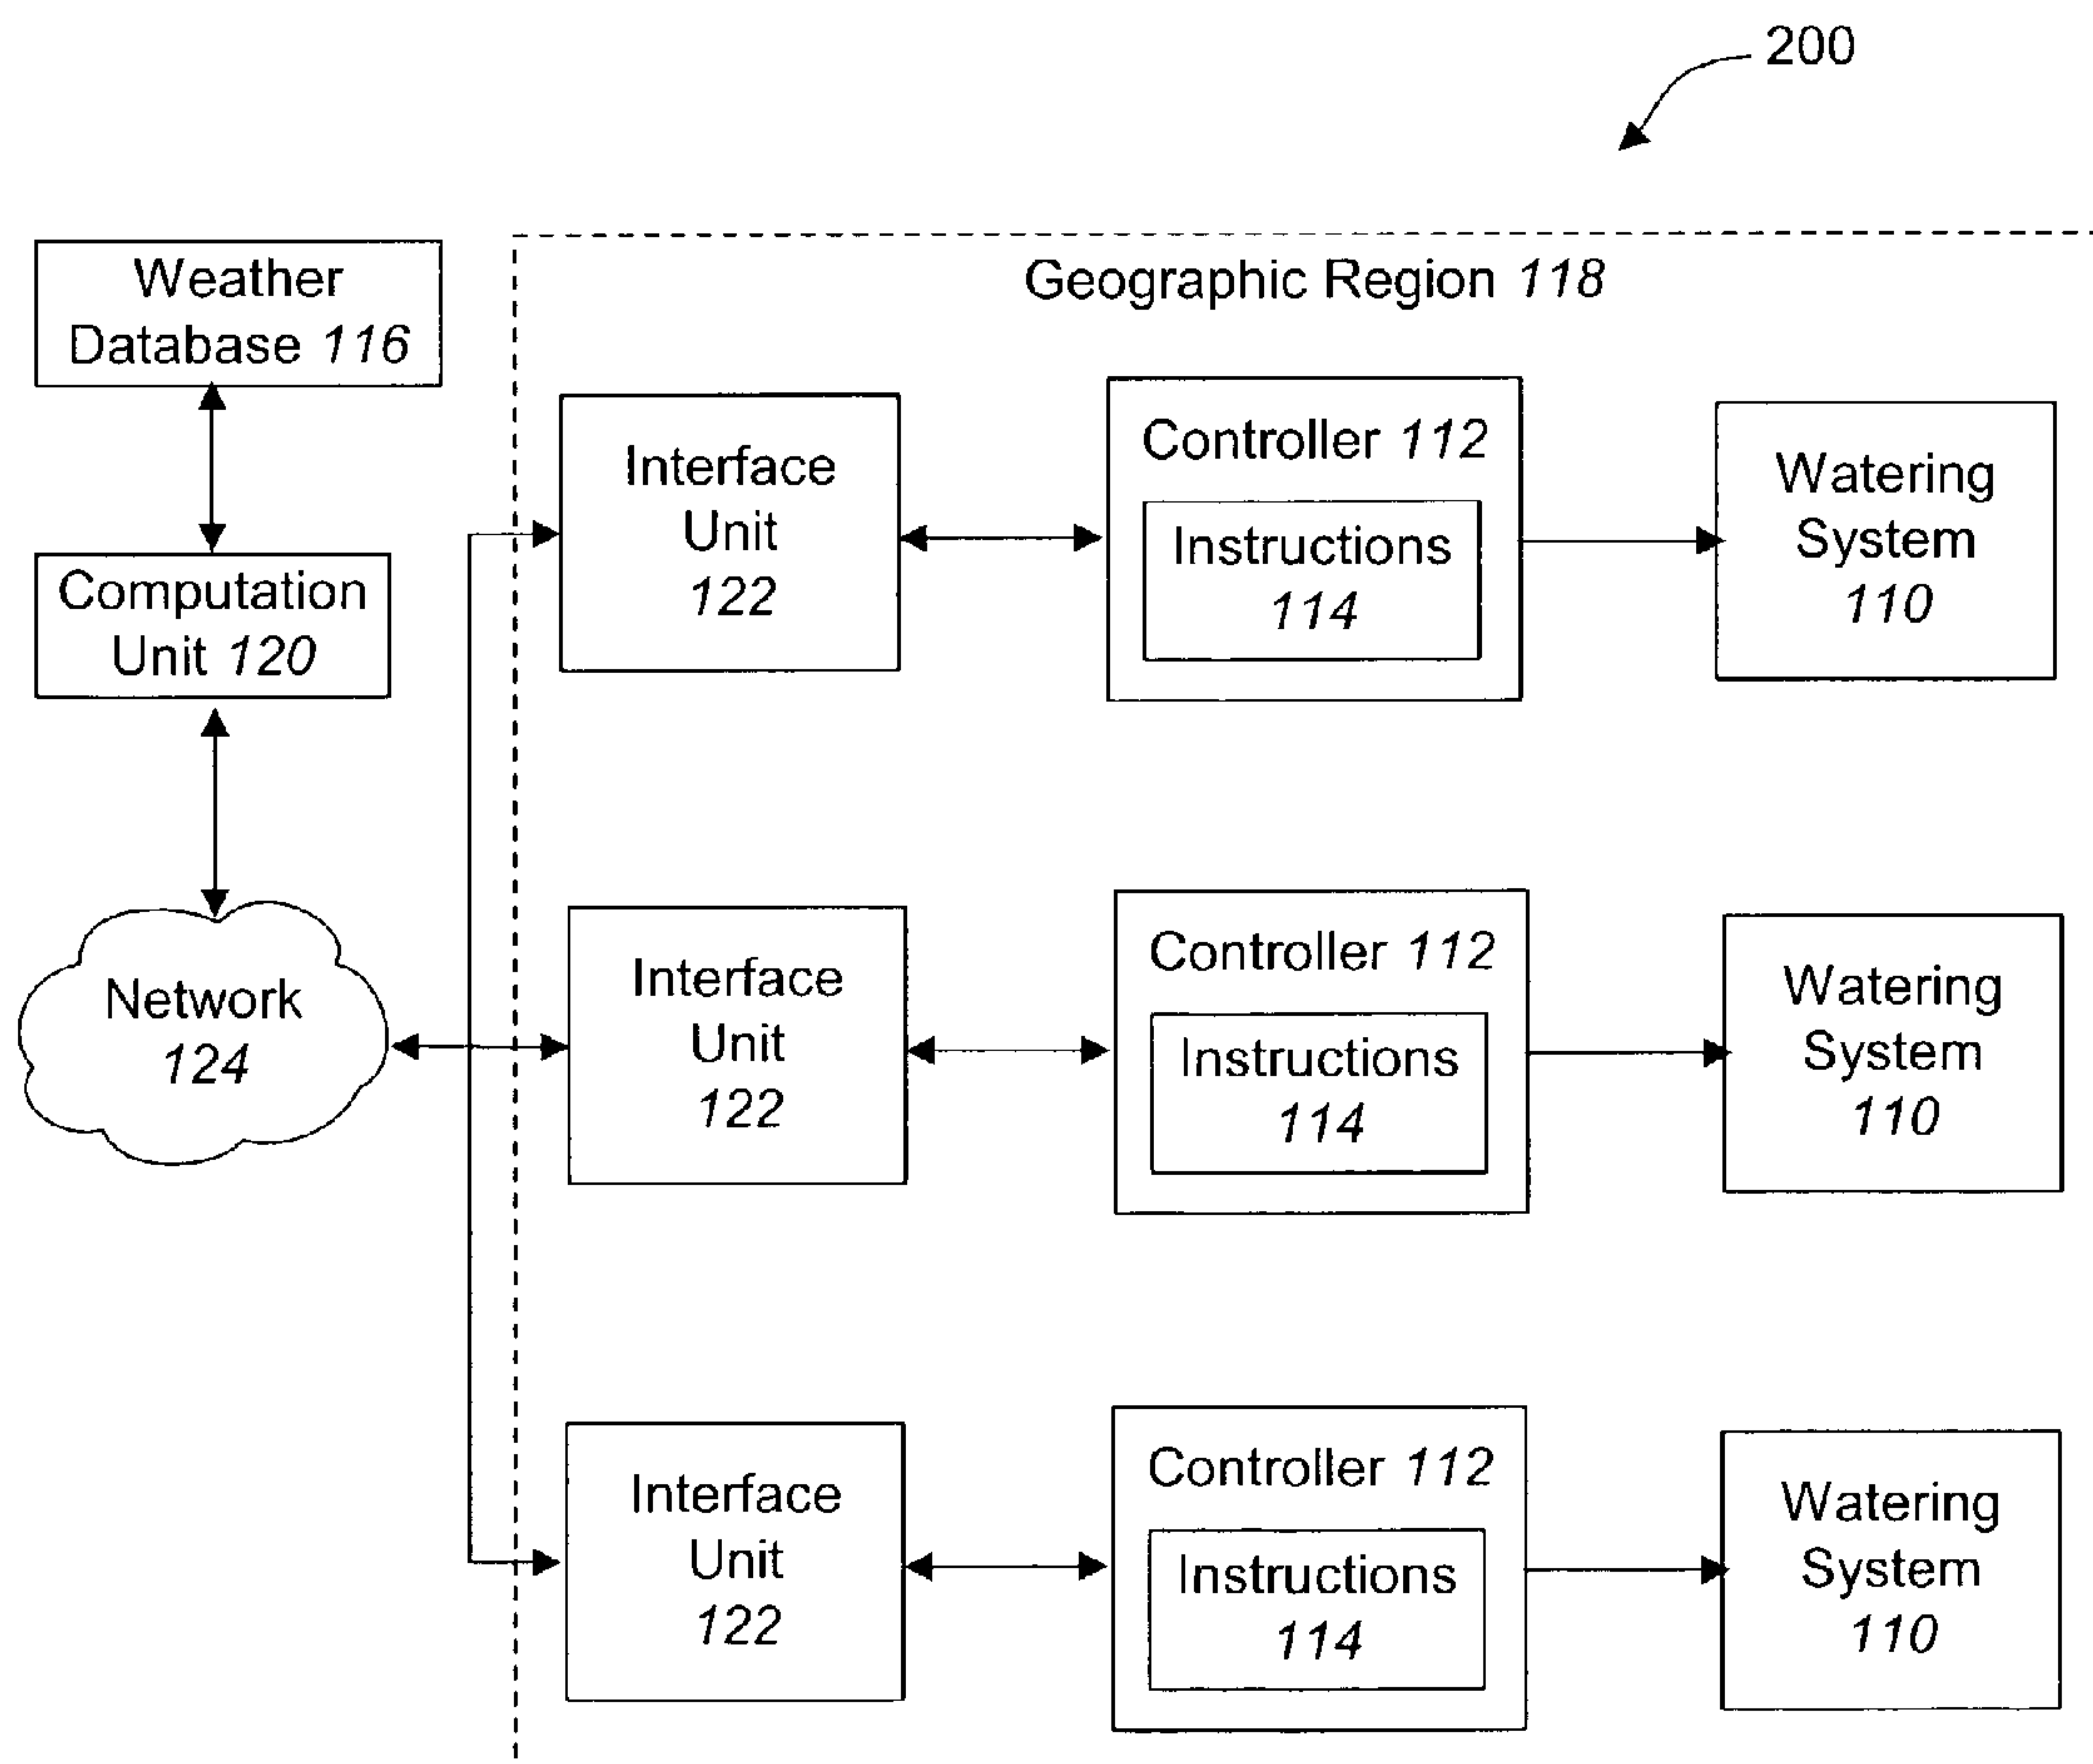 200
Weather
Database 116
Computation
Unit 120
Network
124
Geographic Region 118
Interface
Unit
122
Controller 112
Instructions
114
Watering
System
110
Interface
Unit
122
Controller 112
Instructions
114
Watering
System
110
Interface
Unit
122
Controller 112
Instructions
114
Watering
System
110